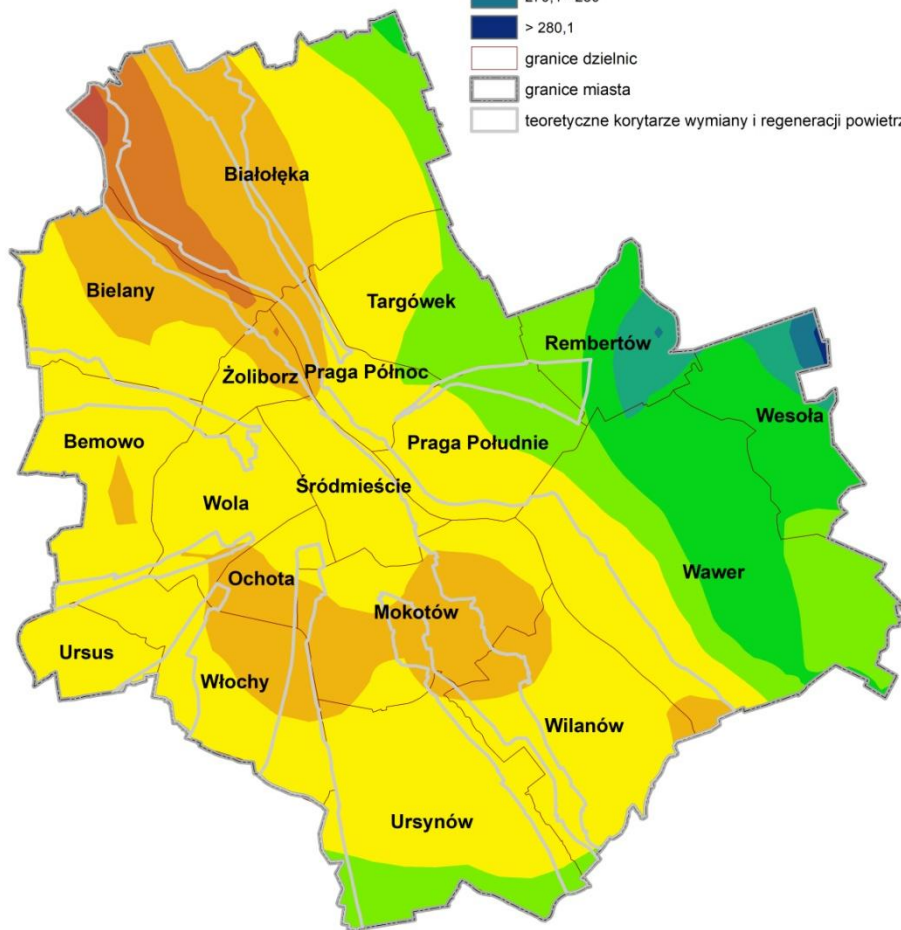 > 280,1
granice dzielnic
granice miasta
teoretyczne korytarze wymiany i regeneracji powietrz
Białołęka
Bielany
Targówek
Rembertów
Żoliborz
Praga Północ
Wesoła
Bemowo
Praga Południe
Śródmieście
Wola
Wawer
Ochota
Mokotów
Ursus
Włochy
Wilanów
Ursynów